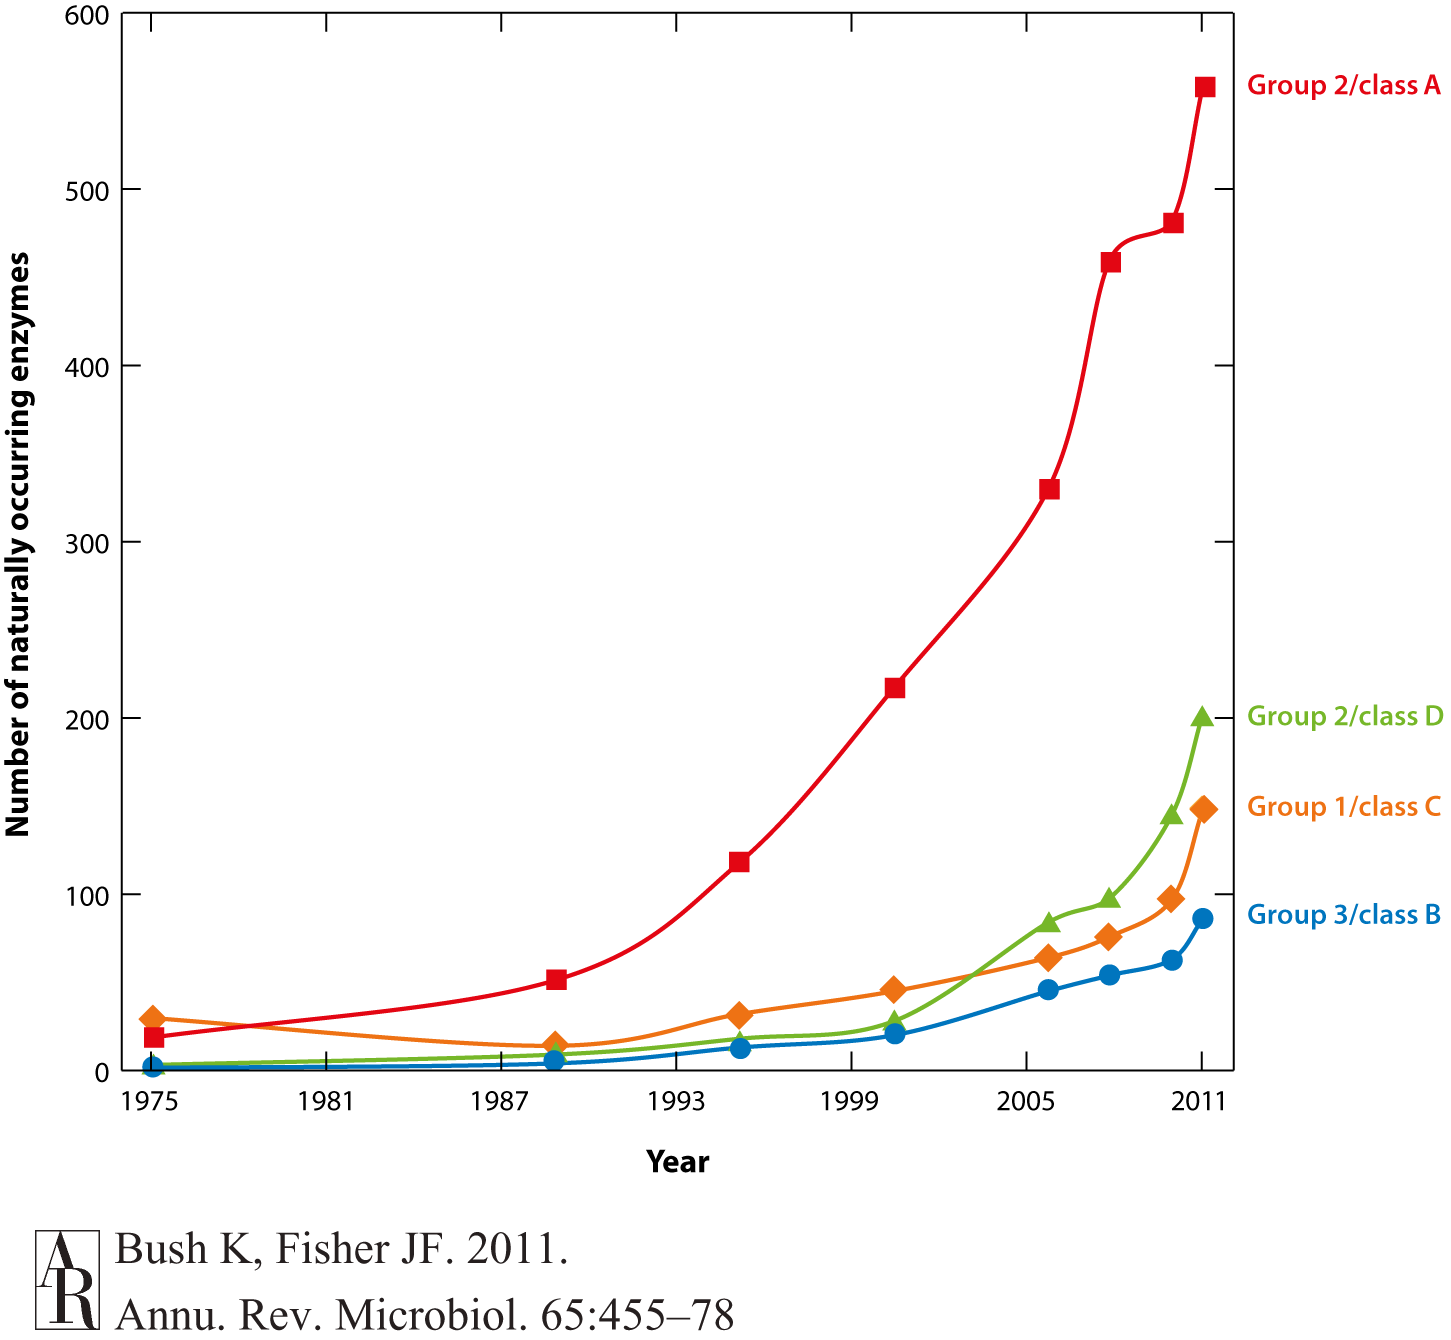 600
500
400
300
200
100
0
Number of naturally occurring enzymes
1975 1981 1987 1993 1999 2005 2011
Year
Group 2/class A
Group 2/class D
Group 1/class C
Group 3/class B
AR
Bush K, Fisher JF. 2011.
Annu. Rev. Microbiol. 65:455–78